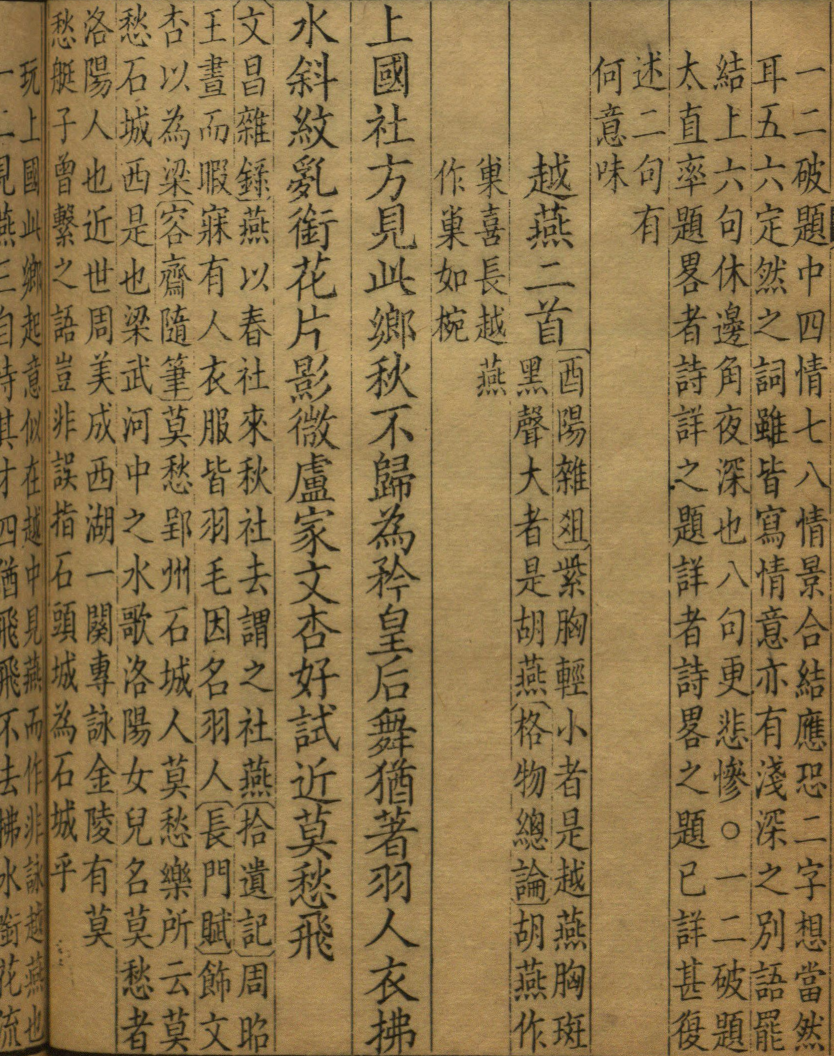 一二破題中四情七八情景合結應恐二字想當然
耳五六定然之詞雖皆寫情意亦有淺深之別語罷
結上六句休邊角夜深也八句更悲慘○一二破題
太直率題畧者詩詳之題詳者詩畧之題已詳甚復
述二句有
何意味
越燕二首
酉陽雜俎紫胸輕小者是越燕胸斑
黑聲大者是胡燕格物總論胡燕作
巢喜長越燕
作巢如椀
上國社方見此鄉秋不歸為矜皇后舞猶著羽人衣拂
水斜紋亂銜花片影微盧家文杏好試近莫愁飛
文昌雜錄燕以春社來秋社去謂之社燕拾遺記周昭
王晝而暇寐有人衣服皆羽毛因名羽人長門賦飾文
杏以為梁容齋隨筆莫愁郢州石城人莫愁樂所云莫
愁石城西是也梁武河中之水歌洛陽女兒名莫愁者
洛陽人也近世周美成西湖一闋專詠金陵有莫
愁艇子曾繫之語豈非誤指石頭城為石城乎
玩上國此鄉起意似在越中見燕而作非詠越燕也
一二見燕三自恃其才四猶飛飛不去拂水銜花流